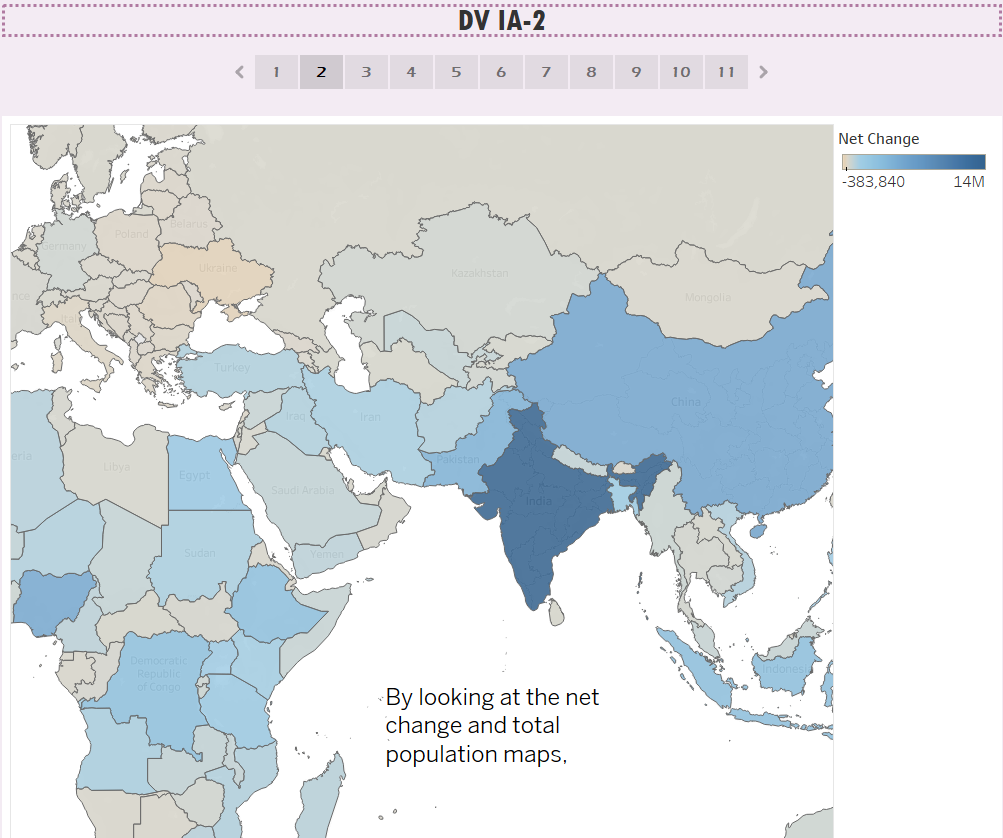 DV IA-2
1 2 3 4 5 6 7 8 9 10 11
Net Change
-383,840 14M
Germany
Poland
Belarus
Ukraine
nce
Kazakhstan
Mongolia
Turkey
Iraq
Iran
China
eria
Libya
Egypt
Pakistan
Saudi Arabia
India
Sudan
Yemen
Democratic
Republic
of Congo
Indonesia
By looking at the net
change and total
population maps,